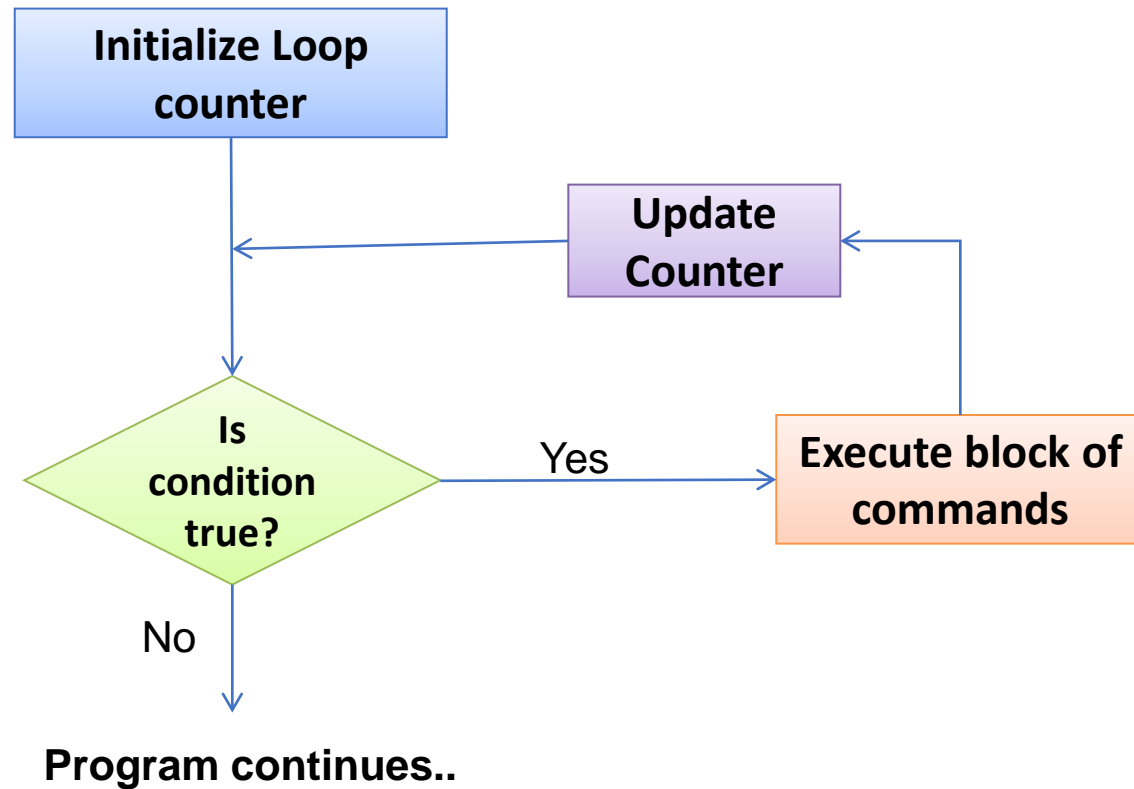 Initialize Loop
counter
Update
Counter
Is
condition
true?
Yes
Execute block of
commands
No
Program continues..